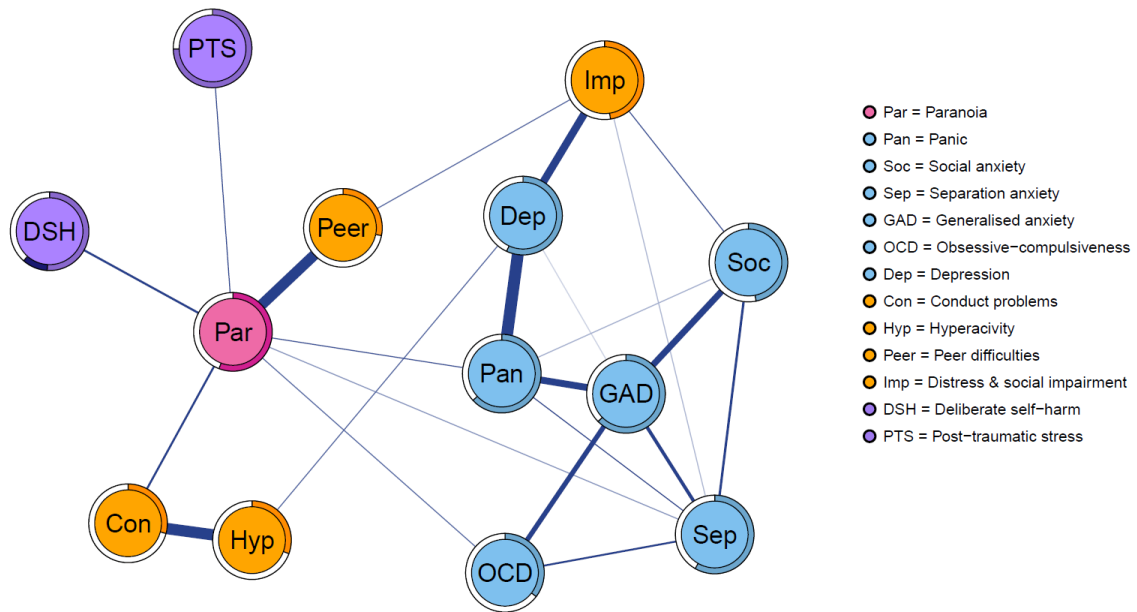 PTS
Imp
Dep
Peer
DSH
Soc
Par
Pan
GAD
Con
Hyp
Sep
OCD
Par = Paranoia
Pan = Panic
Soc = Social anxiety
Sep = Separation anxiety
GAD = Generalised anxiety
OCD = Obsessive−compulsiveness
Dep = Depression
Con = Conduct problems
Hyp = Hyperacivity
Peer = Peer difficulties
Imp = Distress & social impairment
DSH = Deliberate self−harm
PTS = Post−traumatic stress